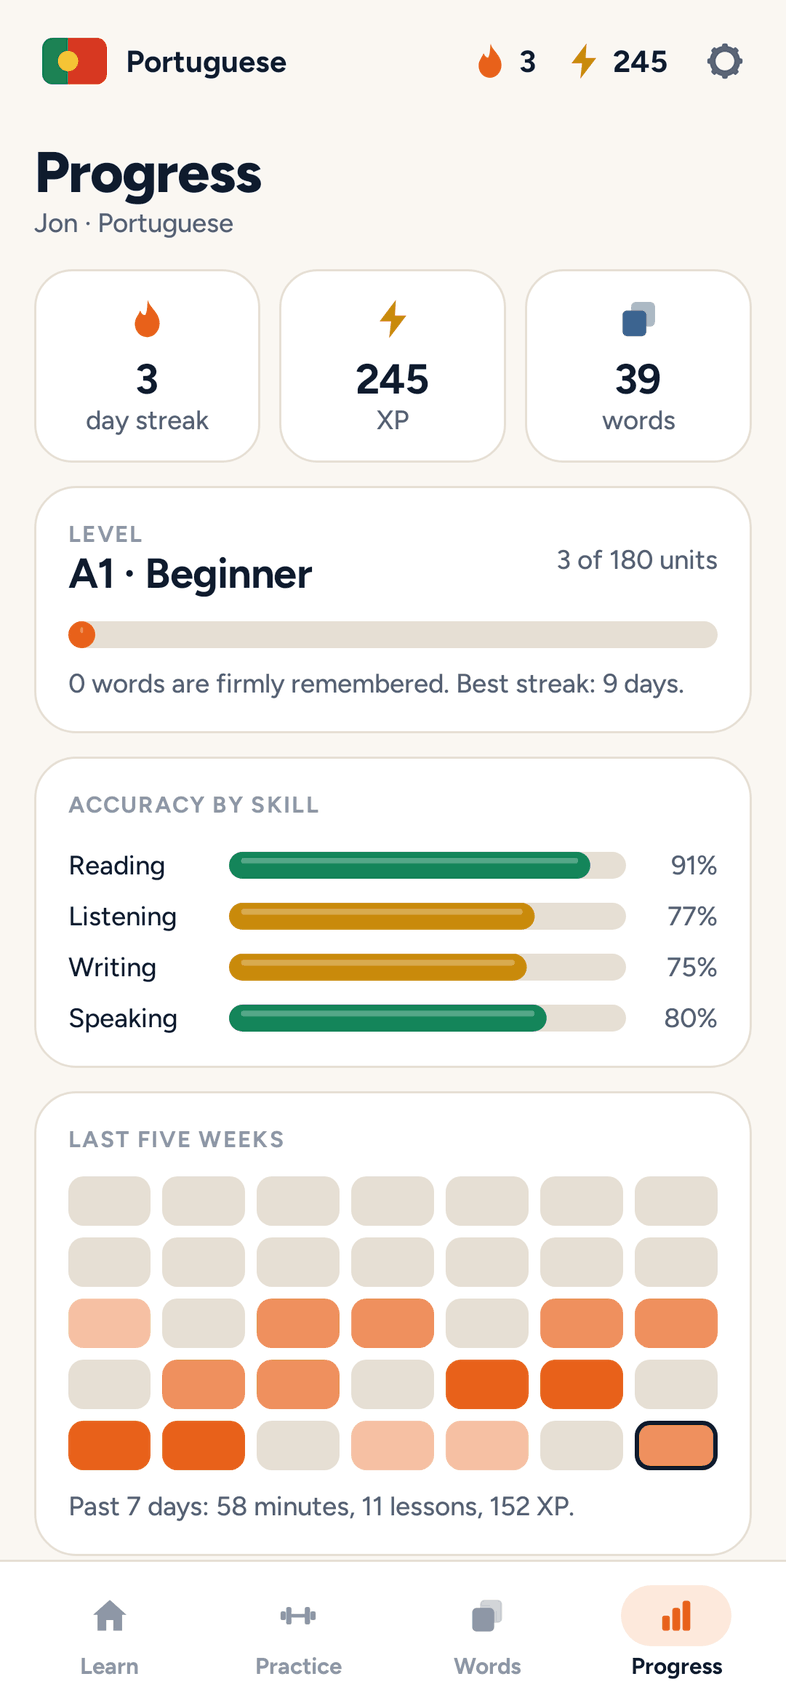 Portuguese 3 245
Progress
Jon · Portuguese
3 245 39
day streak XP words
LEVEL
A1 · Beginner
3 of 180 units
0 words are firmly remembered. Best streak: 9 days.
ACCURACY BY SKILL
Reading 91%
Listening 77%
Writing 75%
Speaking 80%
LAST FIVE WEEKS
Past 7 days: 58 minutes, 11 lessons, 152 XP.
Learn Practice Words Progress